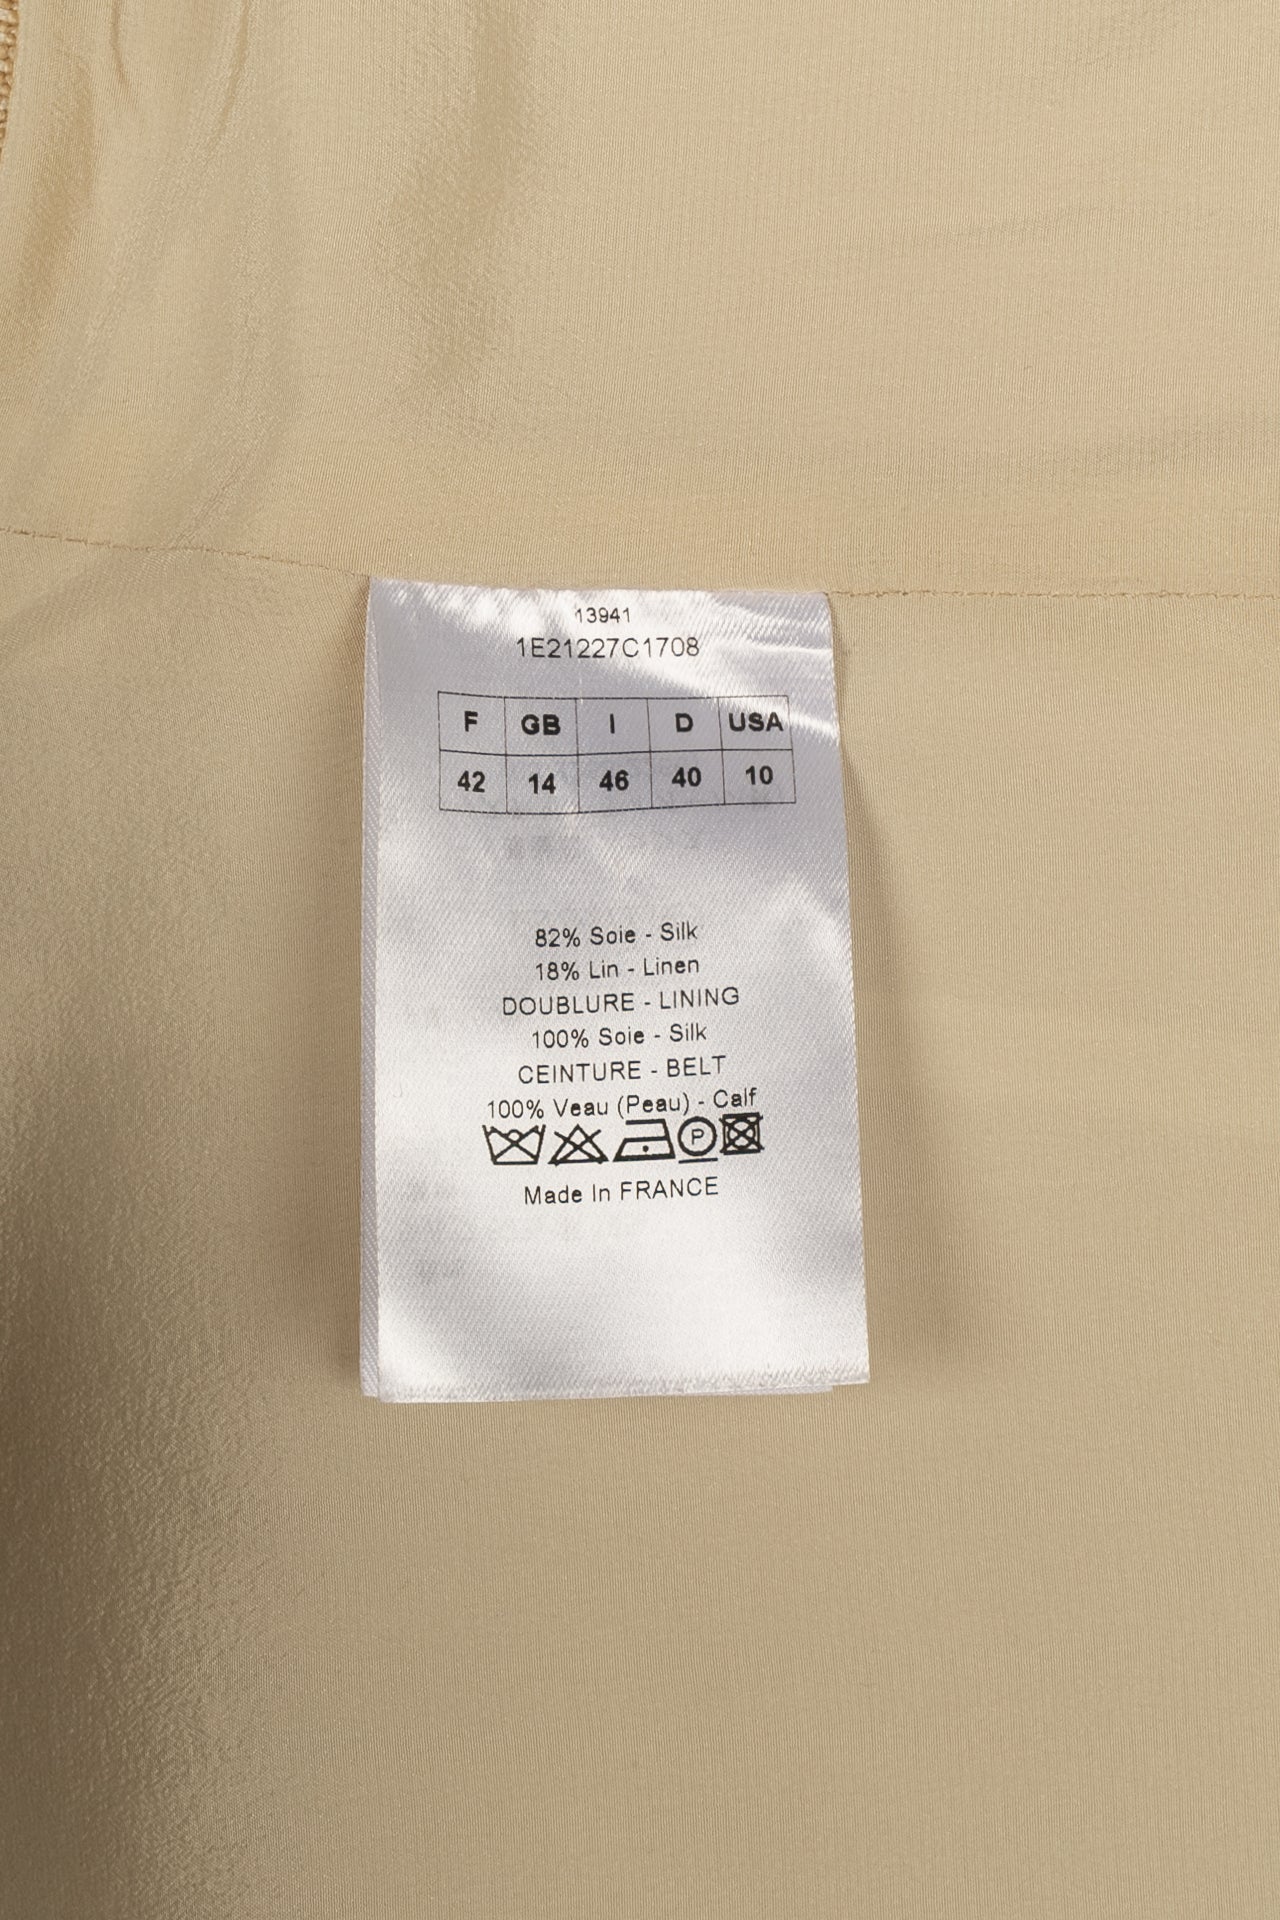 13941
1E21227C1708
F GB I D USA
42 14 46 40 10
82% Soie - Silk
18% Lin - Linen
DOUBLURE - LINING
100% Soie - Silk
CEINTURE - BELT
100% Veau (Peau) - Calf
P
Made In FRANCE